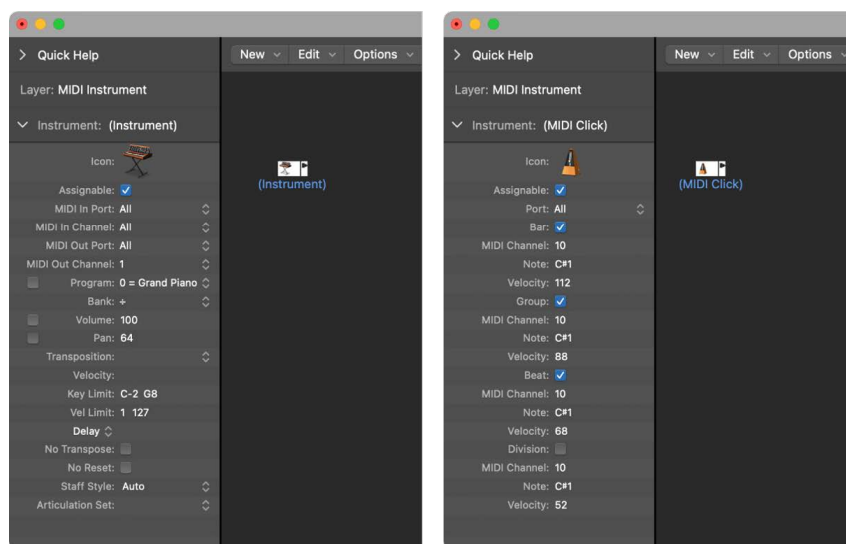 Quick Help
New Edit Options
Layer: MIDI Instrument
Instrument: (Instrument)
Icon:
(Instrument)
Assignable:
MIDI In Port: All
MIDI In Channel: All
MIDI Out Port: All
MIDI Out Channel: 1
Program: 0 = Grand Piano
Bank: ÷
Volume: 100
Pan: 64
Transposition:
Velocity:
Key Limit: C-2 G8
Vel Limit: 1 127
Delay
No Transpose:
No Reset:
Staff Style: Auto
Articulation Set:
Quick Help
New Edit Options
Layer: MIDI Instrument
Instrument: (MIDI Click)
Icon:
(MIDI Click)
Assignable:
Port: All
Bar:
MIDI Channel: 10
Note: C#1
Velocity: 112
Group:
MIDI Channel: 10
Note: C#1
Velocity: 88
Beat:
MIDI Channel: 10
Note: C#1
Velocity: 68
Division:
MIDI Channel: 10
Note: C#1
Velocity: 52